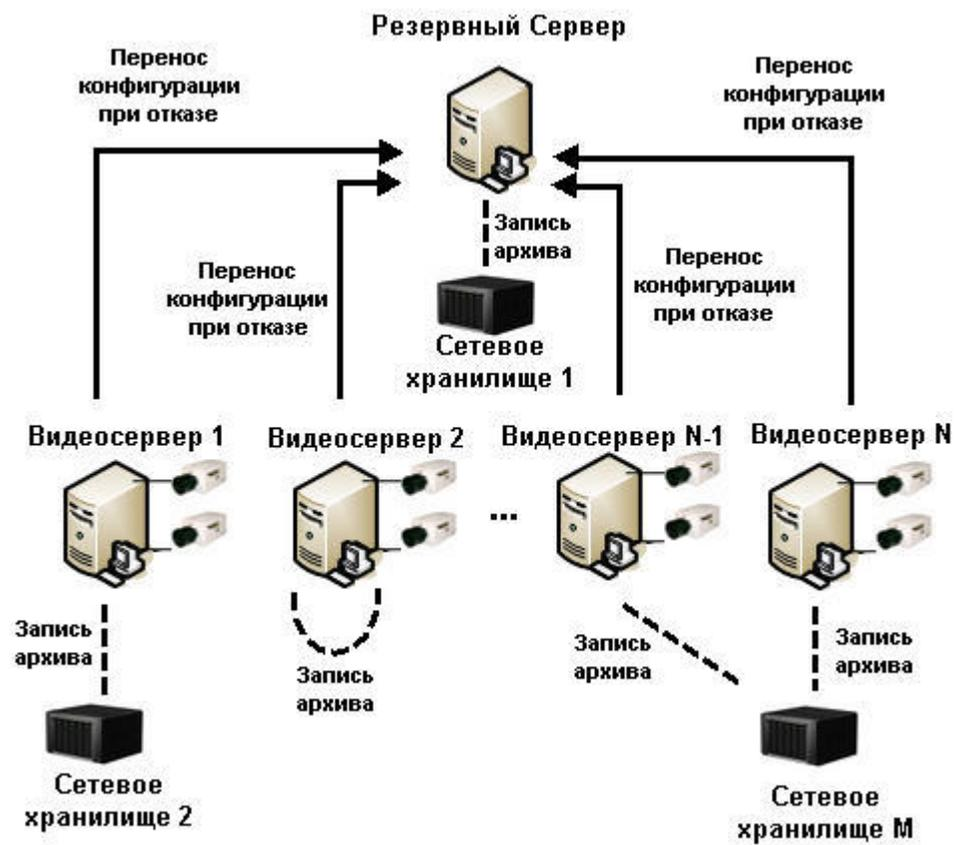 Резервный Сервер
Перенос
конфигурации
при отказе
Перенос
конфигурации
при отказе
Запись
архива
Перенос
конфигурации
при отказе
Перенос
конфигурации
при отказе
Сетевое
хранилище 1
Видеосервер 1
Видеосервер 2
Видеосервер N-1
Видеосервер N
...
Запись
архива
Запись
архива
Запись
архива
Запись
архива
Сетевое
хранилище 2
Сетевое
хранилище M